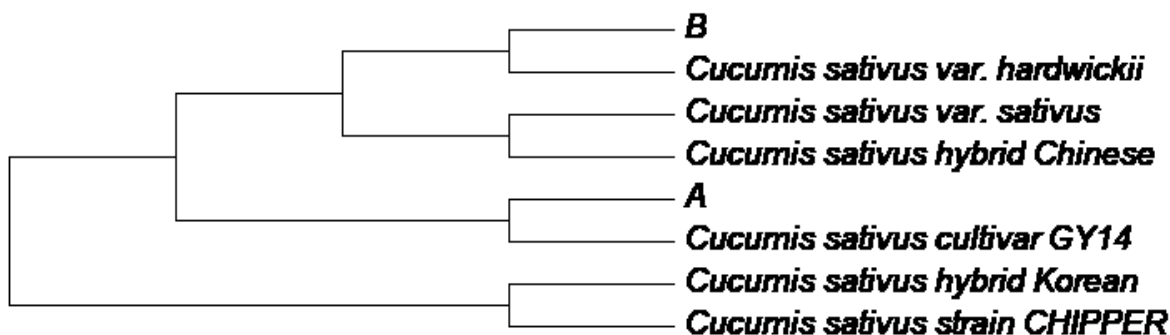 B
Cucumis sativus var. hardwickii
Cucumis sativus var. sativus
Cucumis sativus hybrid Chinese
A
Cucumis sativus cultivar GY14
Cucumis sativus hybrid Korean
Cucumis sativus strain CHIPPER